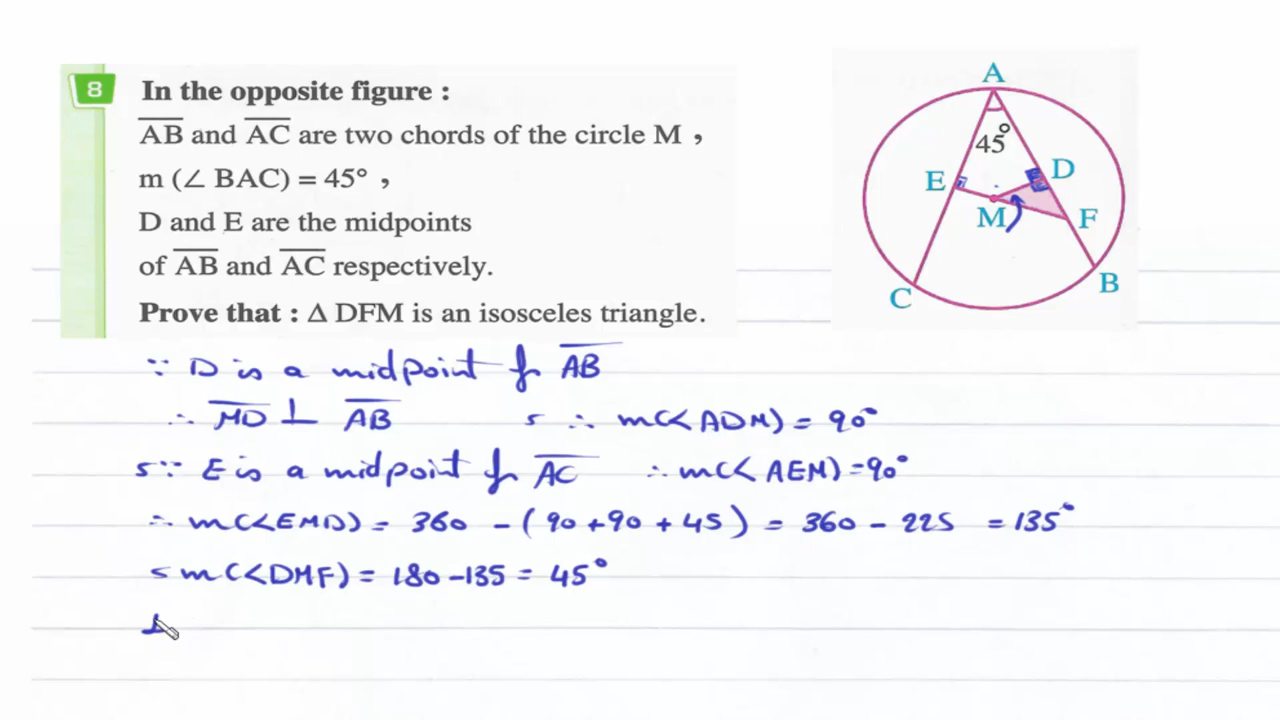 8 In the opposite figure :
AB and AC are two chords of the circle M ,
m (∠ BAC) = 45° ,
D and E are the midpoints
of AB and AC respectively.
Prove that : Δ DFM is an isosceles triangle.
A
45°
E
D
M
F
C
B
∵ D is a midpoint of AB
∴ MD ⊥ AB , ∴ m(<ADM) = 90°
, ∵ E is a midpoint of AC ∴ m(< AEM) = 90°
∴ m(<EMD) = 360 - (90 + 90 + 45) = 360 - 225 = 135°
, m(<DMF) = 180 - 135 = 45°